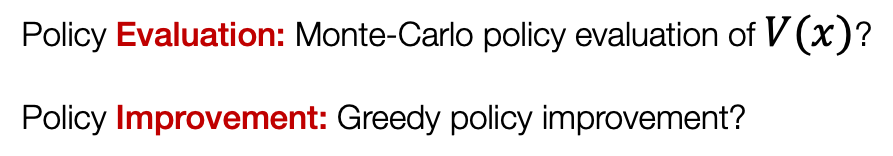 Policy Evaluation: Monte-Carlo policy evaluation of V(x)?
Policy Improvement: Greedy policy improvement?